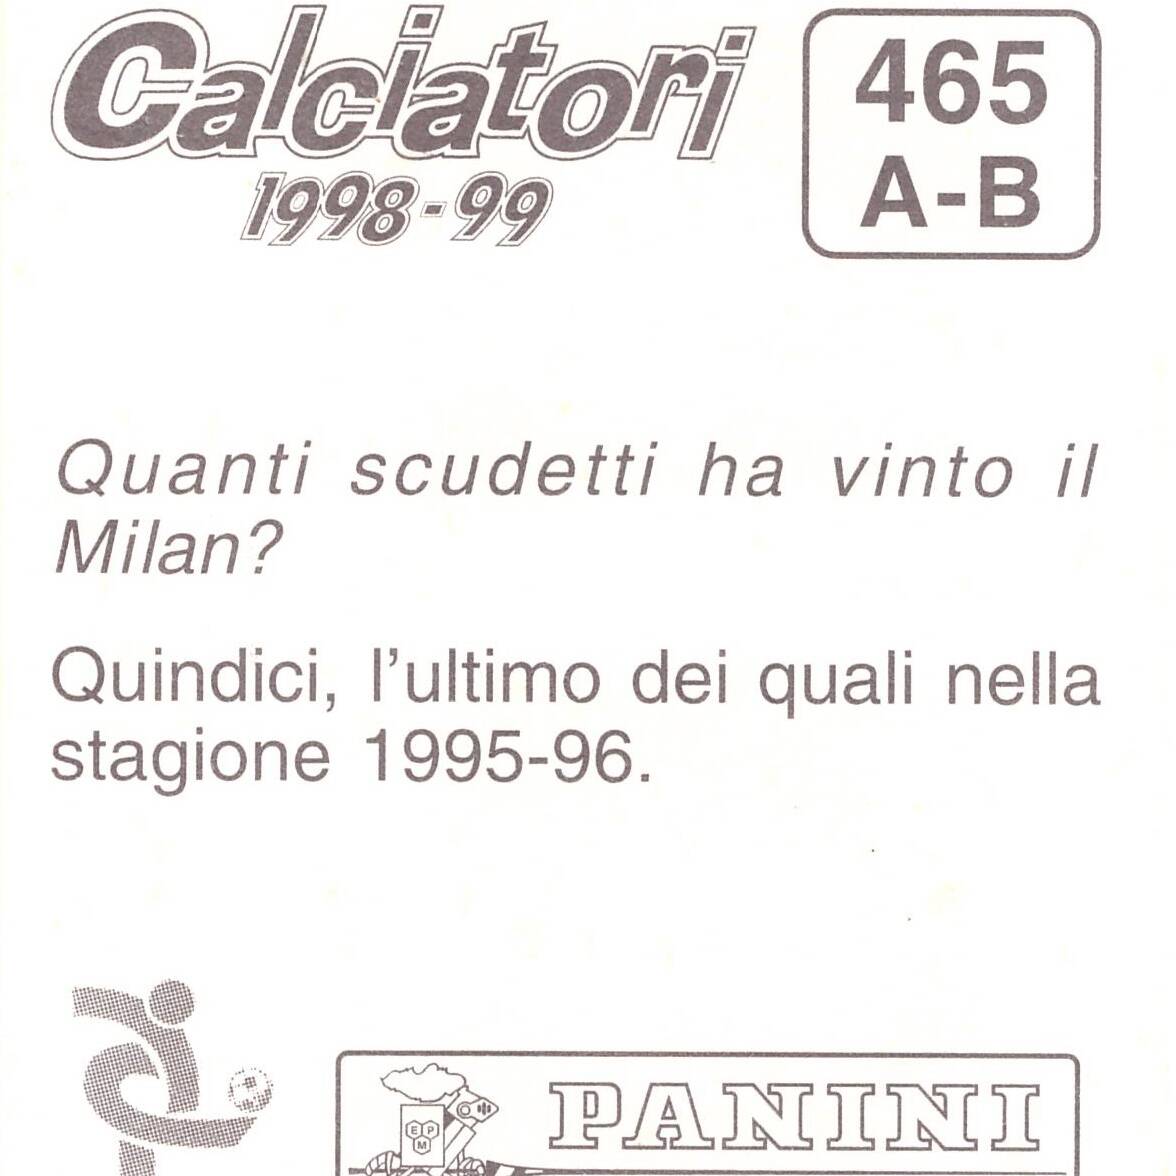 Calciatori
1998-99
465
A-B
Quanti scudetti ha vinto il
Milan?
Quindici, l'ultimo dei quali nella
stagione 1995-96.
EPM
PANINI